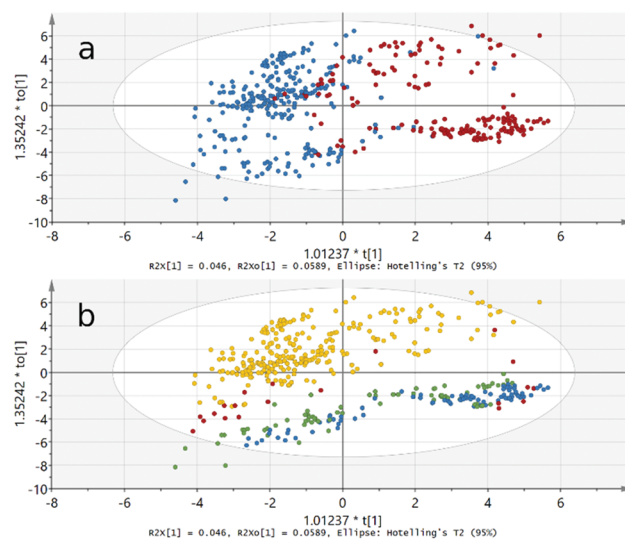 a
6
4
2
0
-2
-4
-6
-8
-10
1.35242 * to[1]
-8 -6 -4 -2 0 2 4 6
1.01237 * t[1]
R2X[1] = 0.046, R2Xo[1] = 0.0589, Ellipse: Hotelling's T2 (95%)
b
6
4
2
0
-2
-4
-6
-8
-10
1.35242 * to[1]
-8 -6 -4 -2 0 2 4 6
1.01237 * t[1]
R2X[1] = 0.046, R2Xo[1] = 0.0589, Ellipse: Hotelling's T2 (95%)